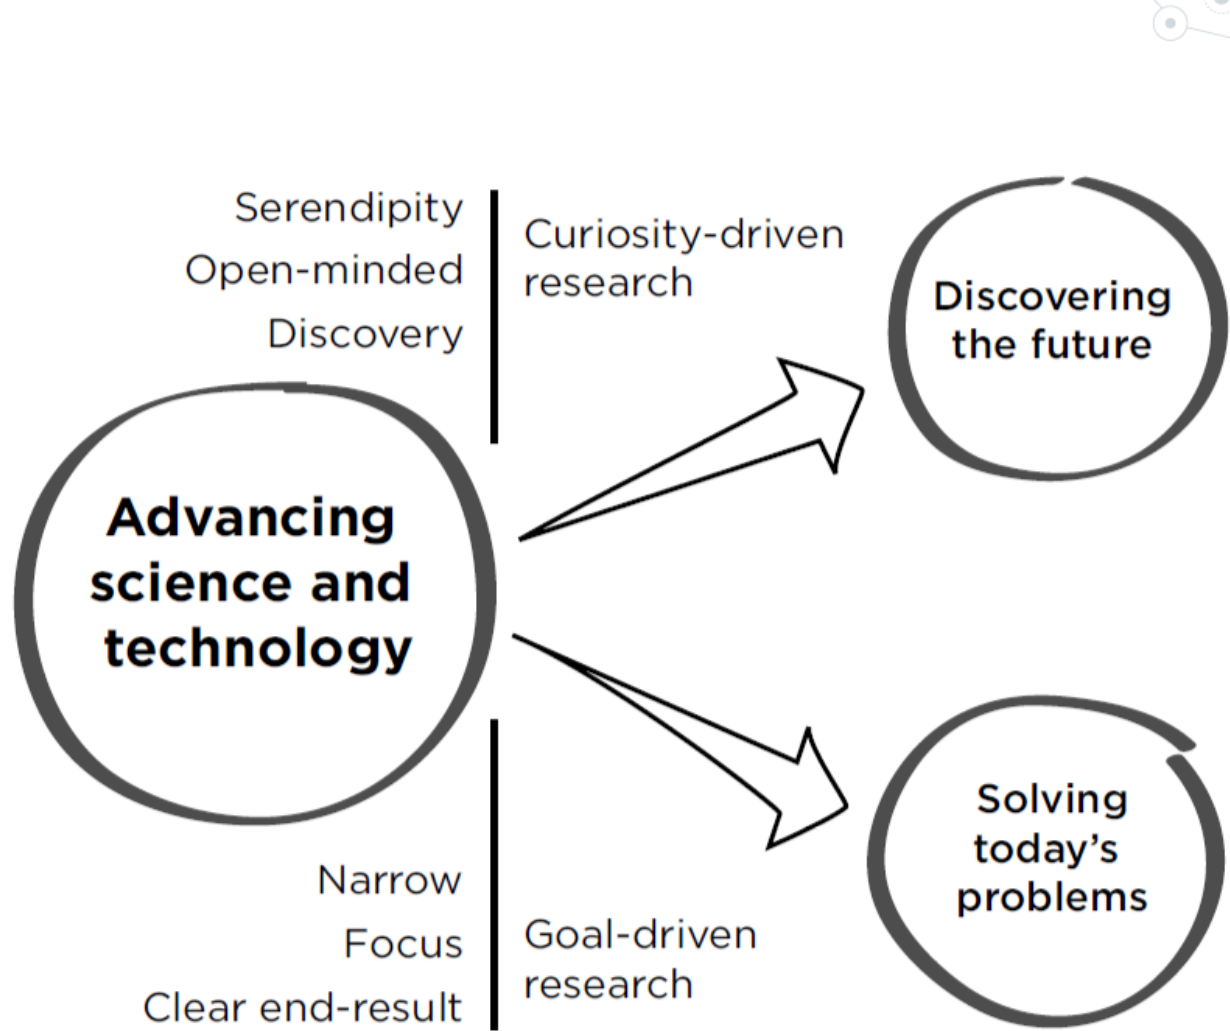 Serendipity
Open-minded
Discovery
Curiosity-driven
research
Discovering
the future
Advancing
science and
technology
Solving
today’s
problems
Narrow
Focus
Clear end-result
Goal-driven
research